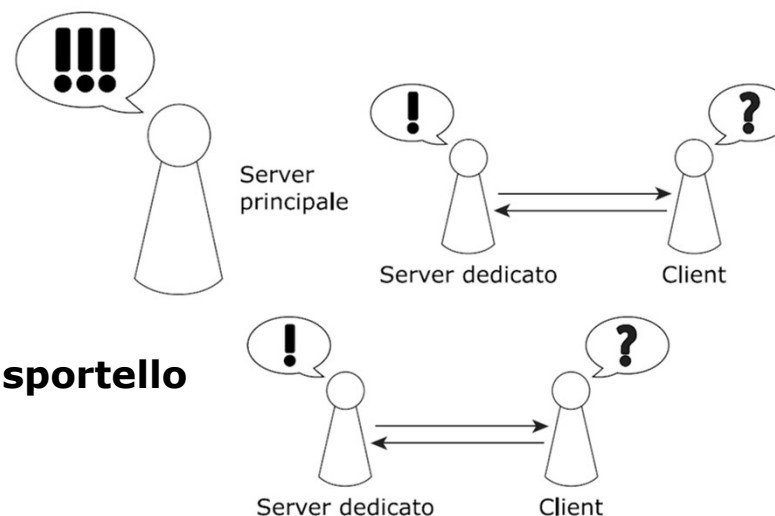 !!!
!
?
Server
principale
Server dedicato
Client
sportello
!
?
Server dedicato
Client